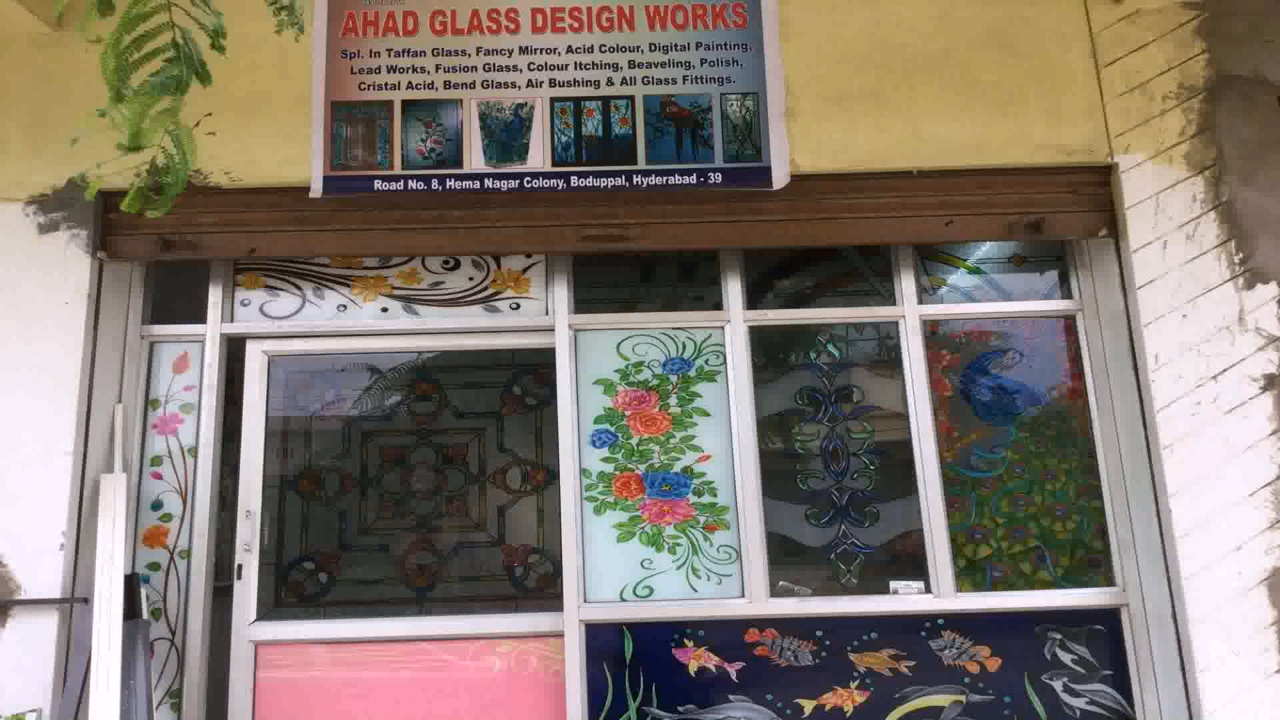 AHAD GLASS DESIGN WORKS
Spl. In Taffan Glass, Fancy Mirror, Acid Colour, Digital Painting,
Lead Works, Fusion Glass, Colour Itching, Beaveling, Polish,
Cristal Acid, Bend Glass, Air Bushing & All Glass Fittings.
Road No. 8, Hema Nagar Colony, Boduppal, Hyderabad - 39